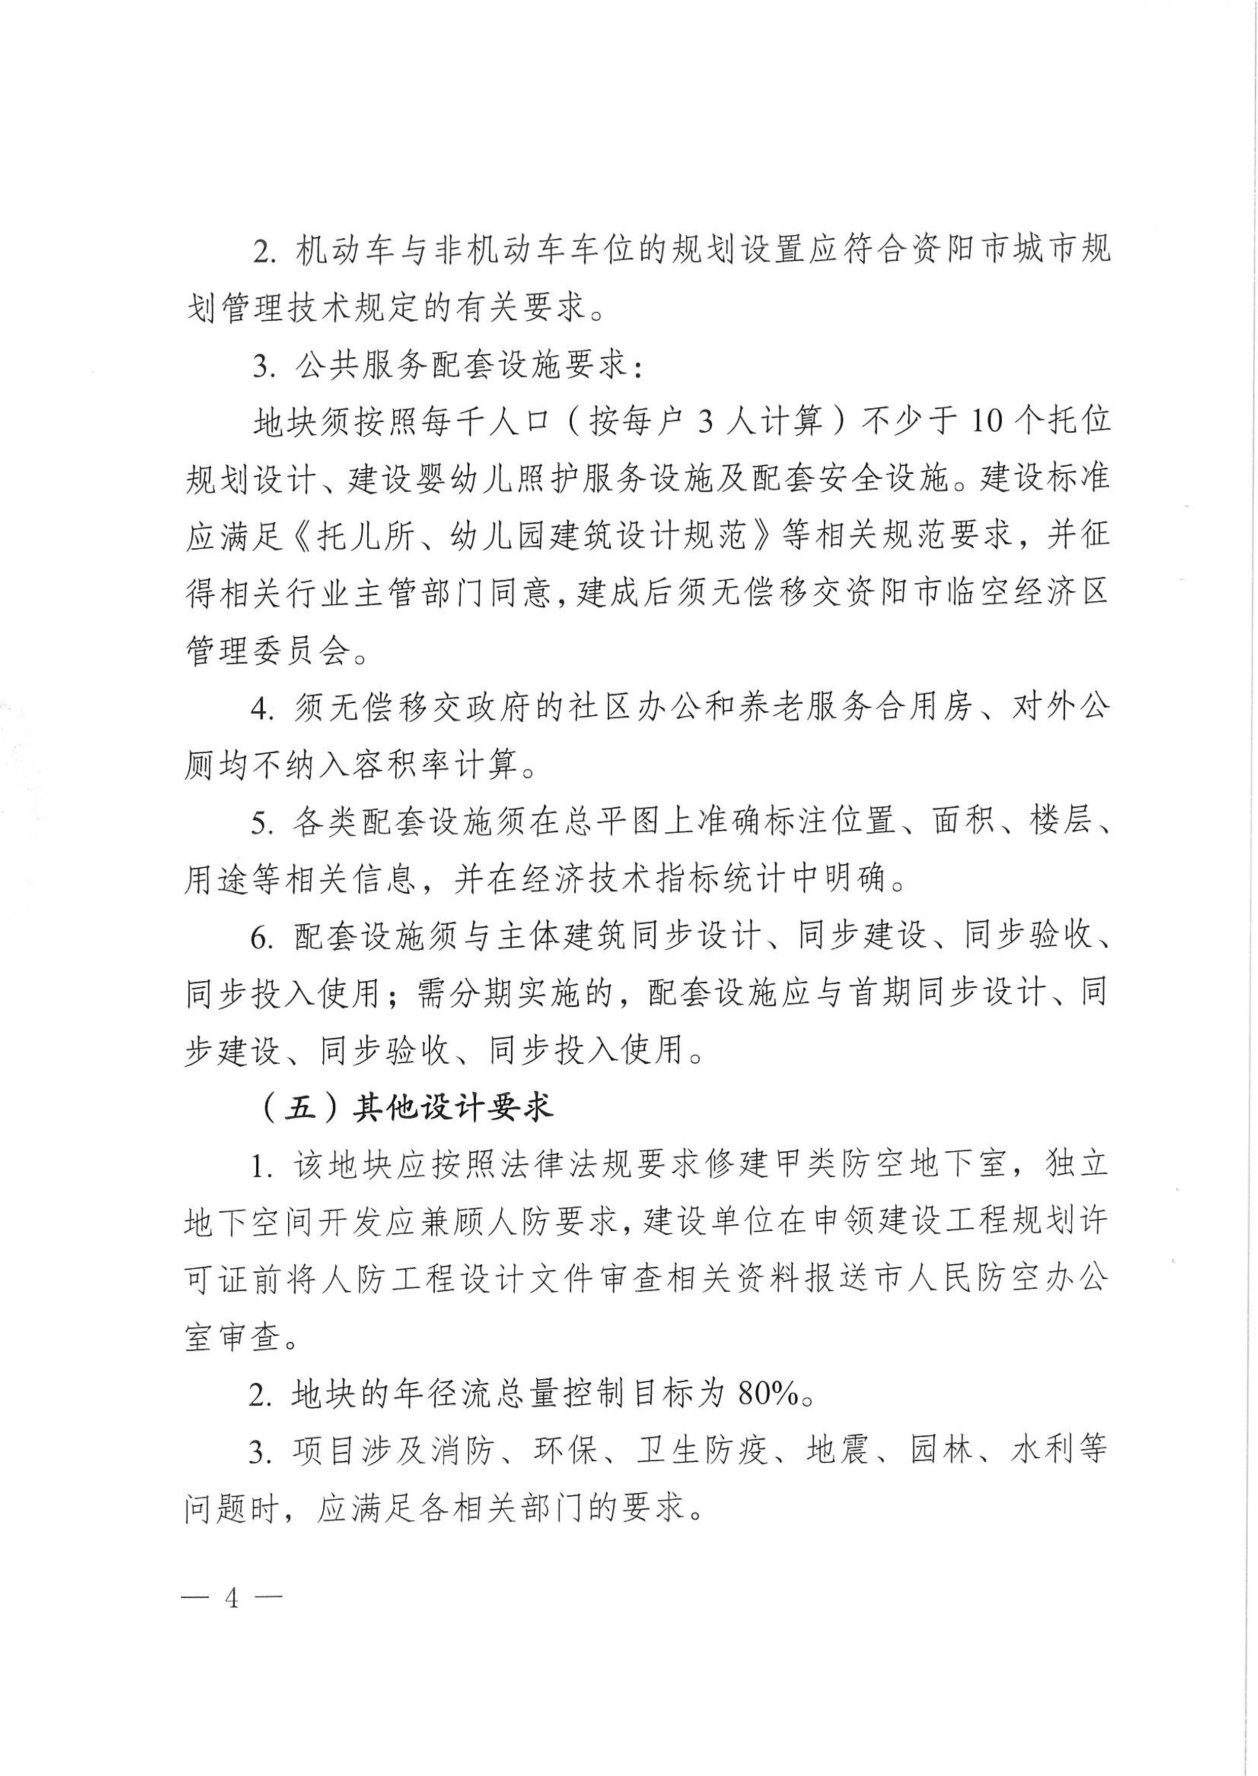 2. 机动车与非机动车车位的规划设置应符合资阳市城市规
划管理技术规定的有关要求。
3. 公共服务配套设施要求：
地块须按照每千人口（按每户 3 人计算）不少于 10 个托位
规划设计、建设婴幼儿照护服务设施及配套安全设施。建设标准
应满足《托儿所、幼儿园建筑设计规范》等相关规范要求，并征
得相关行业主管部门同意，建成后须无偿移交资阳市临空经济区
管理委员会。
4. 须无偿移交政府的社区办公和养老服务合用房、对外公
厕均不纳入容积率计算。
5. 各类配套设施须在总平图上准确标注位置、面积、楼层、
用途等相关信息，并在经济技术指标统计中明确。
6. 配套设施须与主体建筑同步设计、同步建设、同步验收、
同步投入使用；需分期实施的，配套设施应与首期同步设计、同
步建设、同步验收、同步投入使用。
（五）其他设计要求
1. 该地块应按照法律法规要求修建甲类防空地下室，独立
地下空间开发应兼顾人防要求，建设单位在申领建设工程规划许
可证前将人防工程设计文件审查相关资料报送市人民防空办公
室审查。
2. 地块的年径流总量控制目标为 80%。
3. 项目涉及消防、环保、卫生防疫、地震、园林、水利等
问题时，应满足各相关部门的要求。
— 4 —